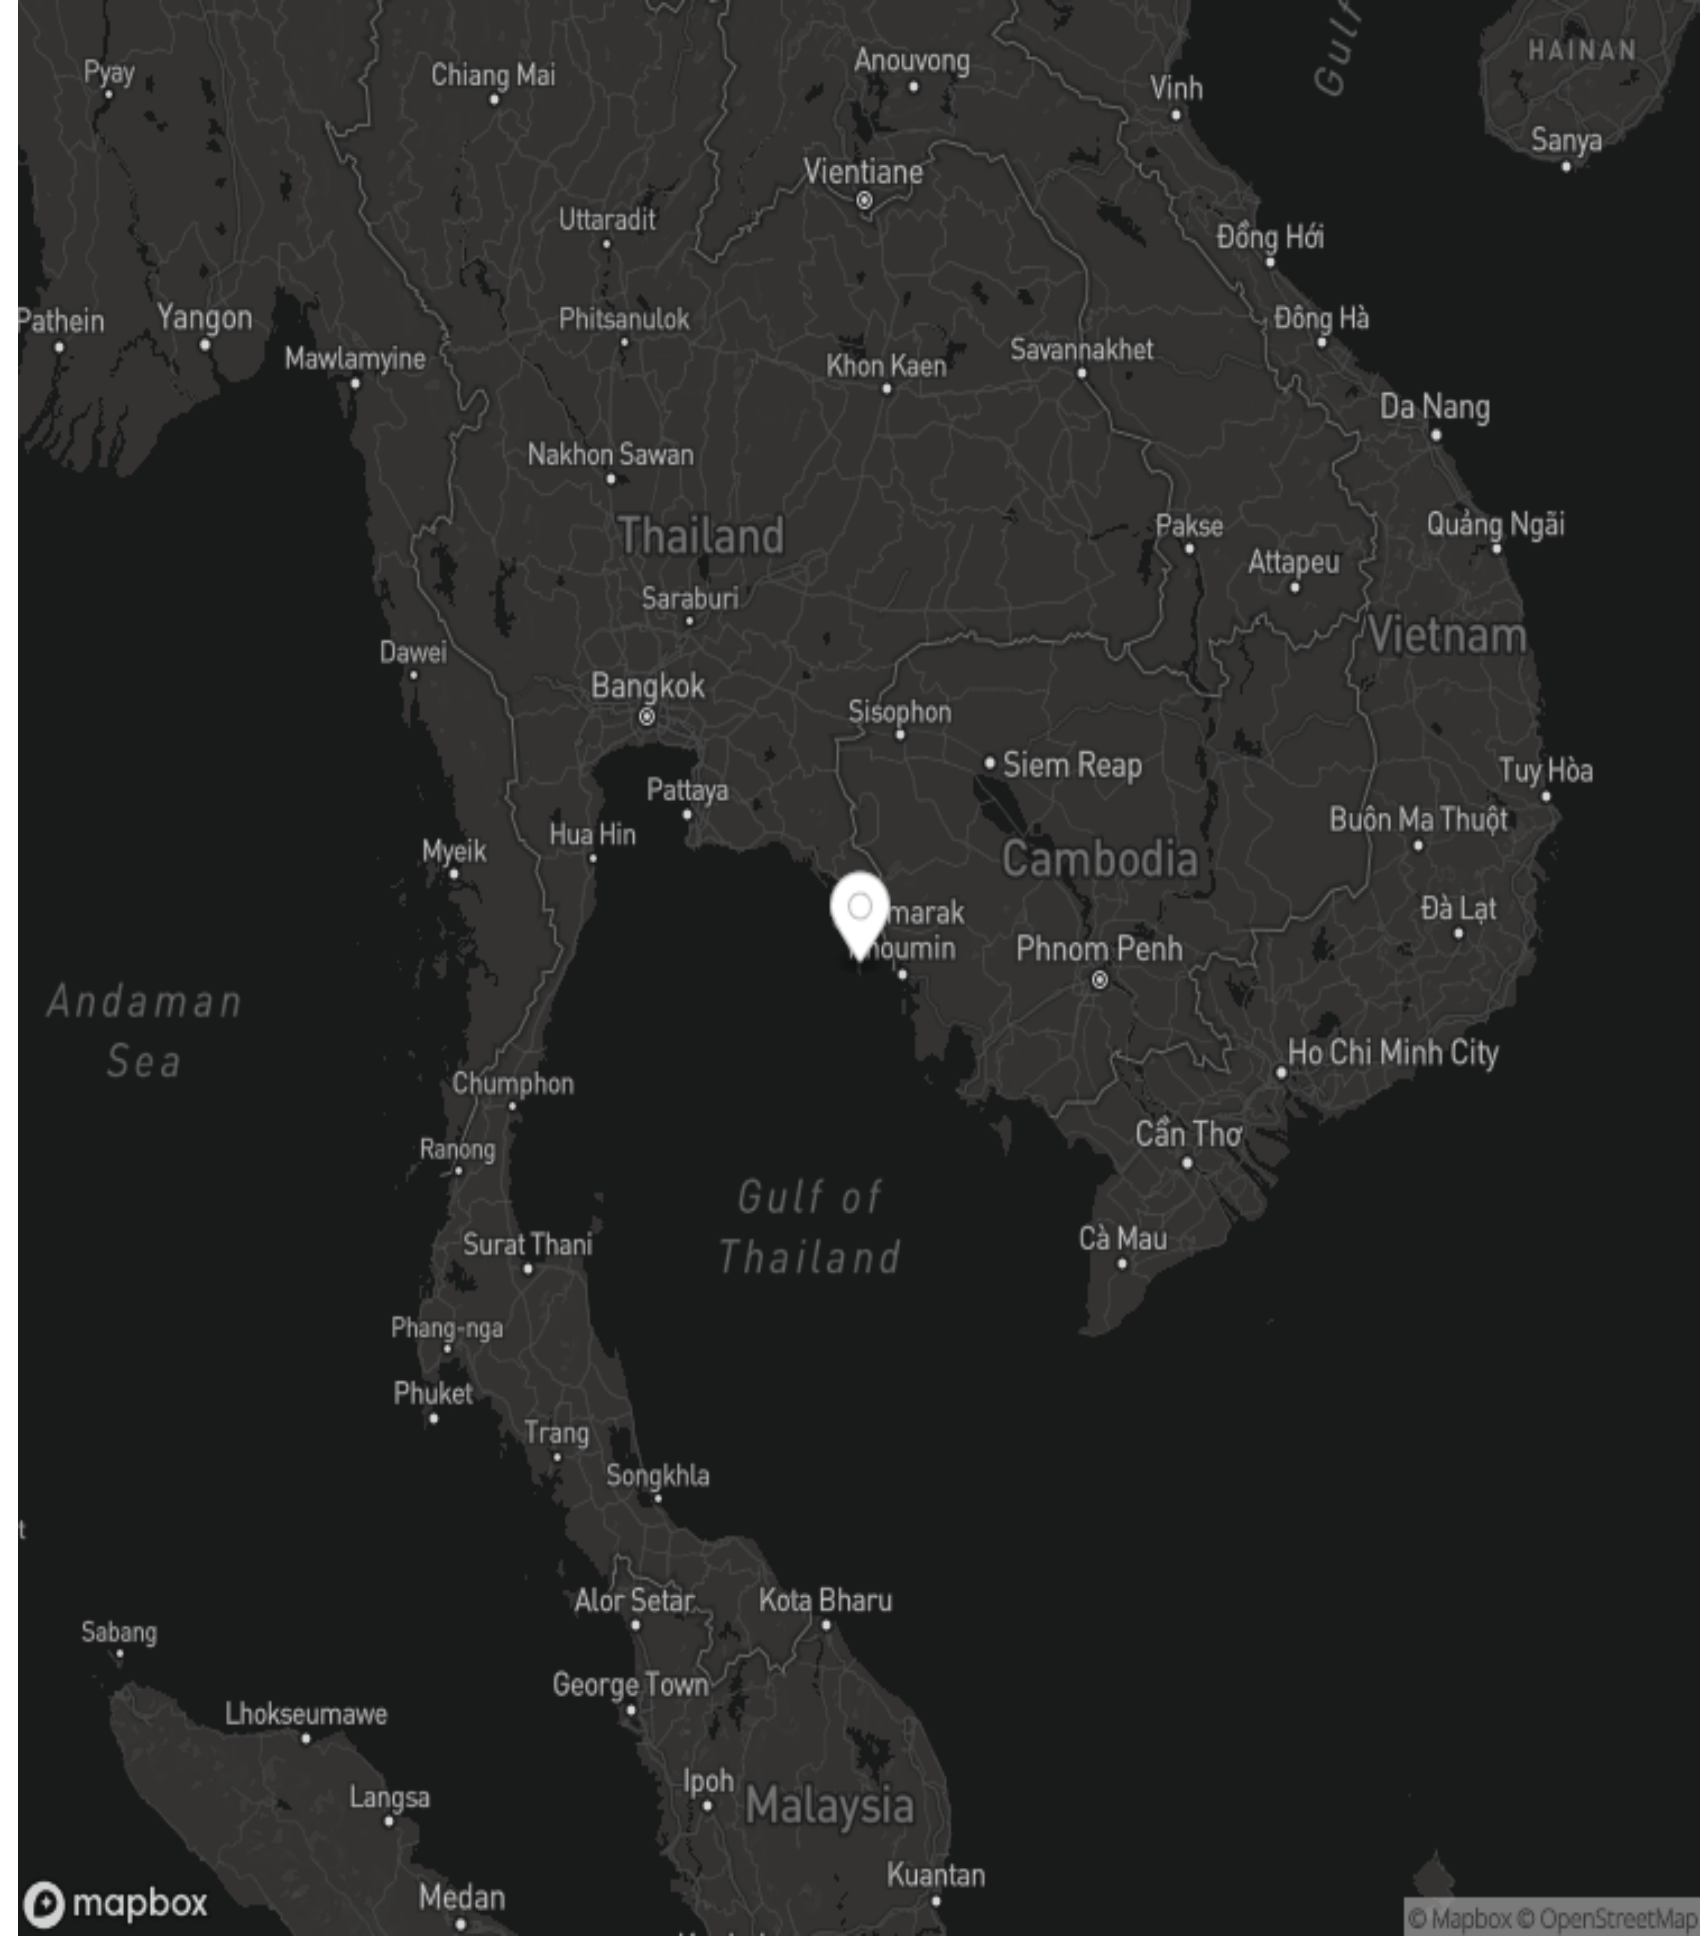 Gulf
HAINAN
Pyay
Chiang Mai
Anouvong
Vinh
Sanya
Vientiane
Uttaradit
Đồng Hới
Pathein
Yangon
Phitsanulok
Đông Hà
Mawlamyine
Khon Kaen
Savannakhet
Da Nang
Nakhon Sawan
Thailand
Pakse
Quảng Ngãi
Attapeu
Saraburi
Vietnam
Dawei
Bangkok
Sisophon
Siem Reap
Tuy Hòa
Pattaya
Hua Hin
Buôn Ma Thuột
Myeik
Cambodia
marak
houmin
Đà Lạt
Phnom Penh
Andaman
Sea
Ho Chi Minh City
Chumphon
Ranong
Cần Thơ
Gulf of
Thailand
Surat Thani
Cà Mau
Phang-nga
Phuket
Trang
Songkhla
t
Alor Setar
Kota Bharu
Sabang
George Town
Lhokseumawe
Ipoh
Langsa
Malaysia
Kuantan
Medan
mapbox
© Mapbox © OpenStreetMap